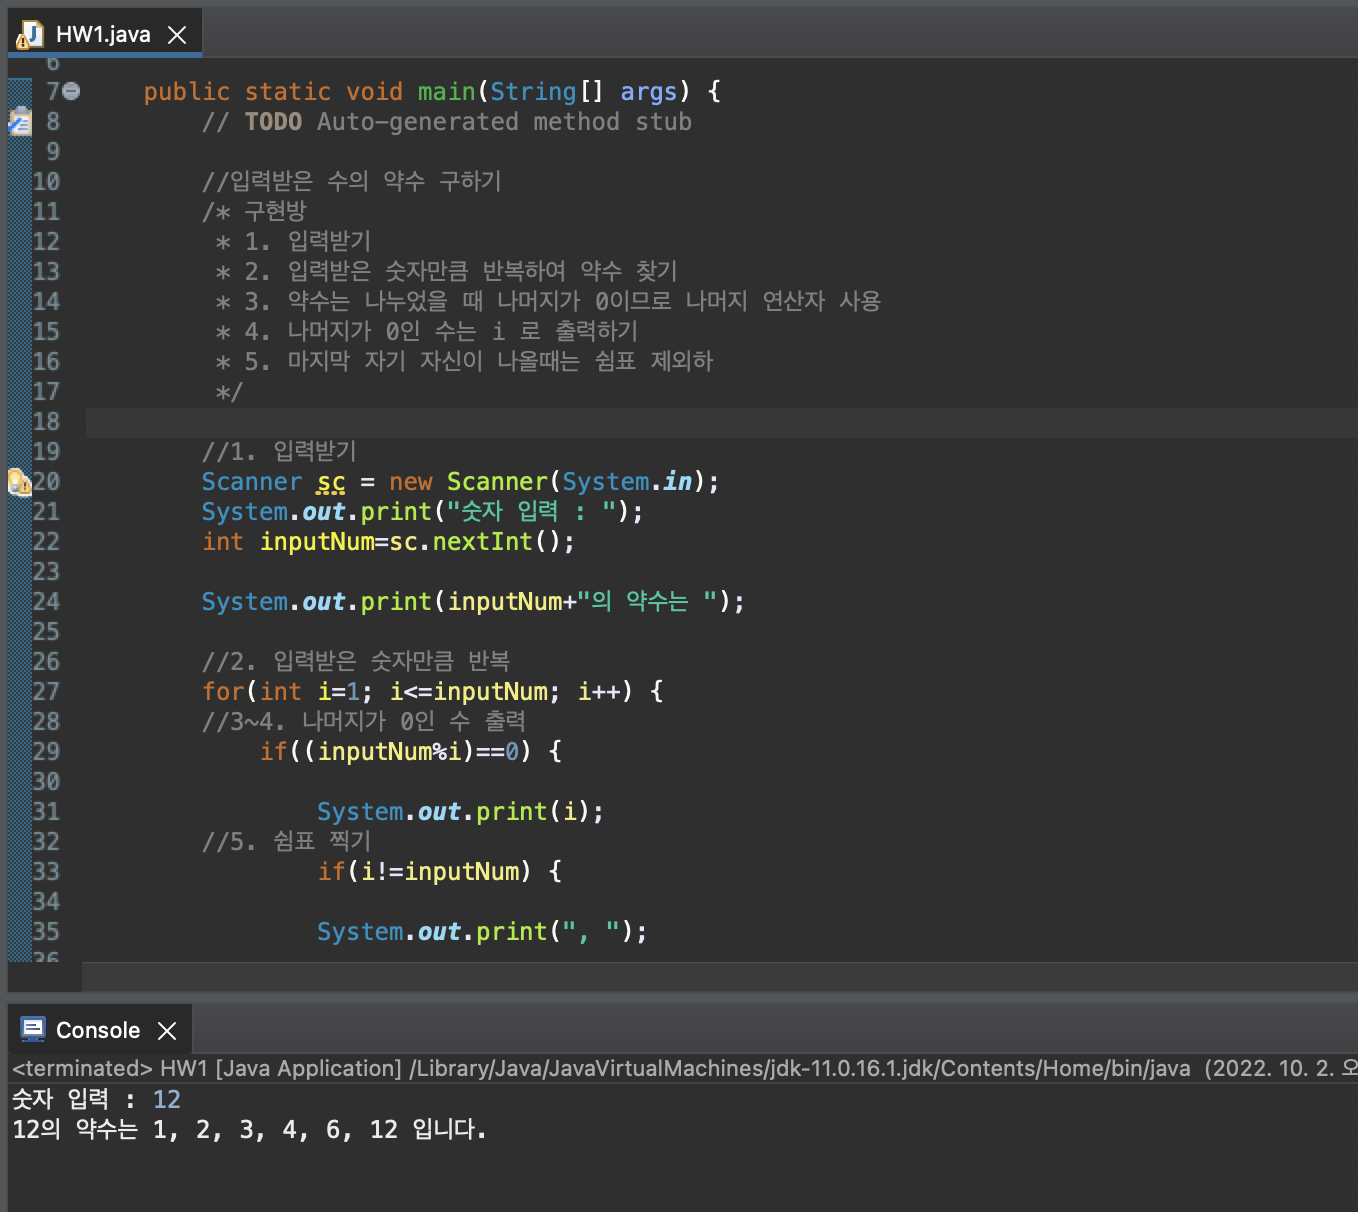 HW1.java
6
7 public static void main(String[] args) {
8 // TODO Auto-generated method stub
9
10 //입력받은 수의 약수 구하기
11 /* 구현방
12 * 1. 입력받기
13 * 2. 입력받은 숫자만큼 반복하여 약수 찾기
14 * 3. 약수는 나누었을 때 나머지가 0이므로 나머지 연산자 사용
15 * 4. 나머지가 0인 수는 i 로 출력하기
16 * 5. 마지막 자기 자신이 나올때는 쉼표 제외하
17 */
18
19 //1. 입력받기
20 Scanner sc = new Scanner(System.in);
21 System.out.print("숫자 입력 : ");
22 int inputNum=sc.nextInt();
23
24 System.out.print(inputNum+"의 약수는 ");
25
26 //2. 입력받은 숫자만큼 반복
27 for(int i=1; i<=inputNum; i++) {
28 //3~4. 나머지가 0인 수 출력
29 if((inputNum%i)==0) {
30
31 System.out.print(i);
32 //5. 쉼표 찍기
33 if(i!=inputNum) {
34
35 System.out.print(", ");
36
Console
<terminated> HW1 [Java Application] /Library/Java/JavaVirtualMachines/jdk-11.0.16.1.jdk/Contents/Home/bin/java (2022. 10. 2. 오
숫자 입력 : 12
12의 약수는 1, 2, 3, 4, 6, 12 입니다.